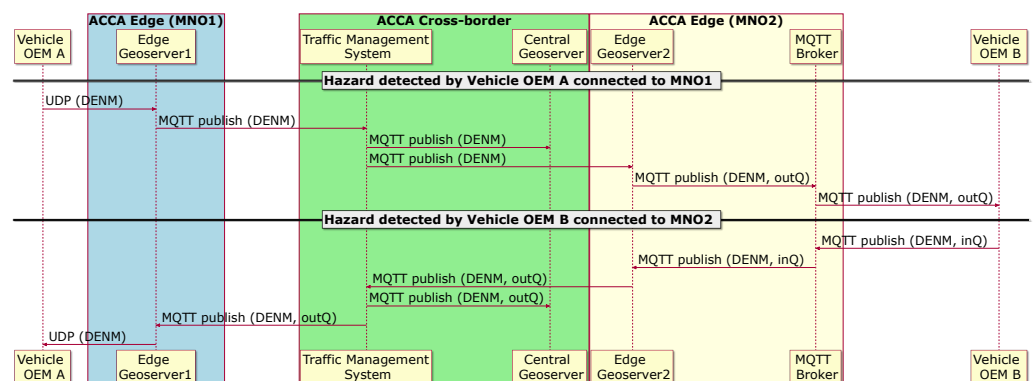 ACCA Edge (MNO1)
ACCA Cross-border
ACCA Edge (MNO2)
Vehicle
OEM A
Edge
Geoserver1
Traffic Management
System
Central
Geoserver
Edge
Geoserver2
MQTT
Broker
Vehicle
OEM B
Hazard detected by Vehicle OEM A connected to MNO1
UDP (DENM)
MQTT publish (DENM)
MQTT publish (DENM)
MQTT publish (DENM)
MQTT publish (DENM, outQ)
MQTT publish (DENM, outQ)
Hazard detected by Vehicle OEM B connected to MNO2
MQTT publish (DENM, inQ)
MQTT publish (DENM, inQ)
MQTT publish (DENM, outQ)
MQTT publish (DENM, outQ)
MQTT publish (DENM, outQ)
UDP (DENM)
Vehicle
OEM A
Edge
Geoserver1
Traffic Management
System
Central
Geoserver
Edge
Geoserver2
MQTT
Broker
Vehicle
OEM B